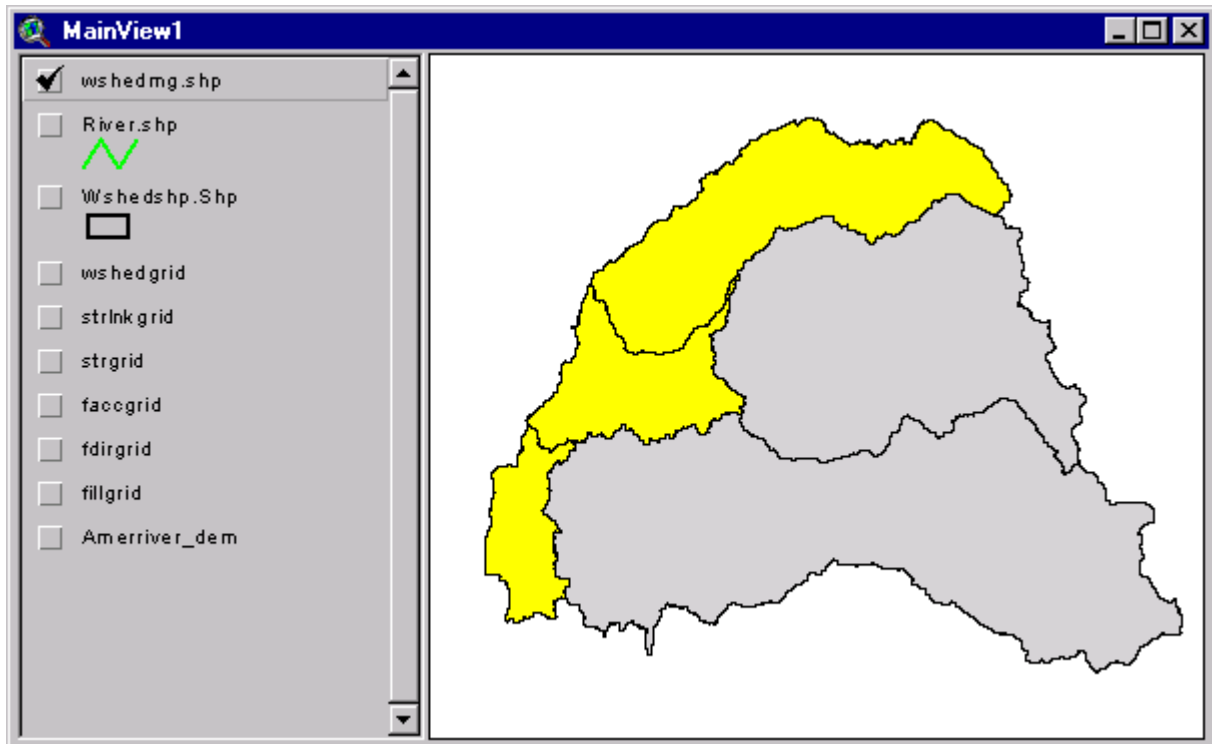 MainView1
wshedmg.shp
River.shp
Wshedshp.Shp
wshedgrid
strlnkgrid
strgrid
faccgrid
fdirgrid
fillgrid
Amerriver_dem